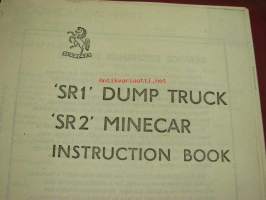 'SR1' DUMP TRUCK
'SR2' MINECAR
INSTRUCTION BOOK
antikvariaatti.net